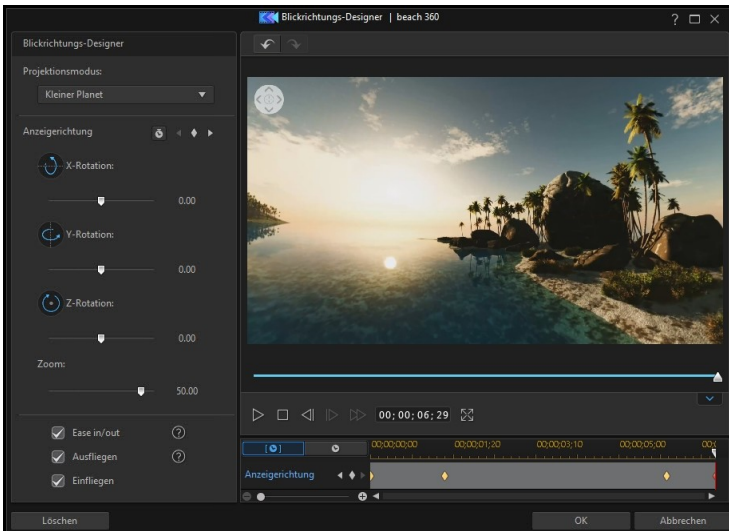 Blickrichtungs-Designer | beach 360
Blickrichtungs-Designer
Projektionsmodus:
Kleiner Planet
Anzeigerichtung
X-Rotation:
0.00
Y-Rotation:
0.00
Z-Rotation:
0.00
Zoom:
50.00
Ease in/out
Ausfliegen
Einfliegen
00; 00; 06; 29
00;00;00;00 00;00;01;20 00;00;03;10 00;00;05;00
Anzeigerichtung
Löschen
OK
Abbrechen